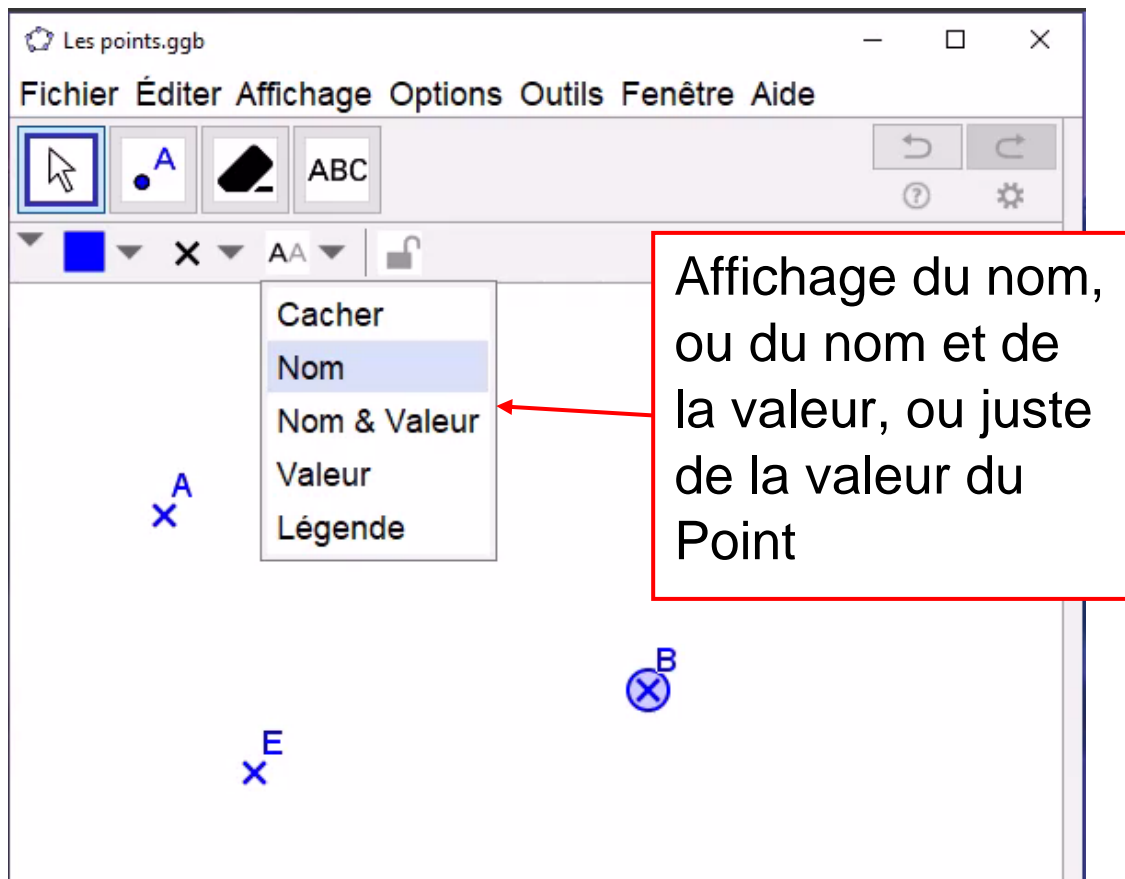 Les points.ggb
Fichier Éditer Affichage Options Outils Fenêtre Aide
A
ABC
AA
Cacher
Nom
Nom & Valeur
Valeur
Légende
Affichage du nom,
ou du nom et de
la valeur, ou juste
de la valeur du
Point
A
B
E